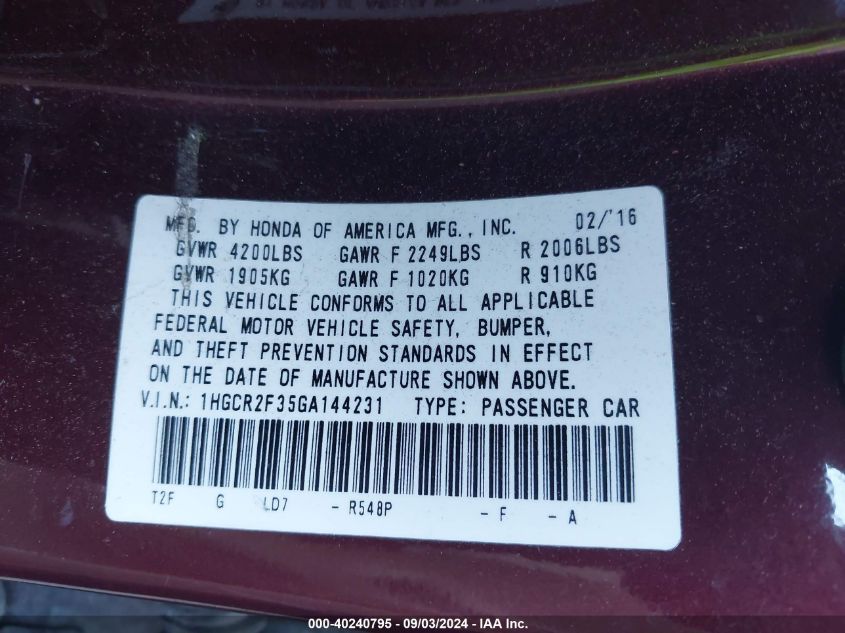 MFG. BY HONDA OF AMERICA MFG., INC. 02/'16
GVWR 4200LBS GAWR F 2249LBS R 2006LBS
GVWR 1905KG GAWR F 1020KG R 910KG
THIS VEHICLE CONFORMS TO ALL APPLICABLE
FEDERAL MOTOR VEHICLE SAFETY, BUMPER,
AND THEFT PREVENTION STANDARDS IN EFFECT
ON THE DATE OF MANUFACTURE SHOWN ABOVE.
V.I.N.: 1HGCR2F35GA144231 TYPE: PASSENGER CAR
T2F G LD7 - R548P - F - A
000-40240795 - 09/03/2024 - IAA Inc.